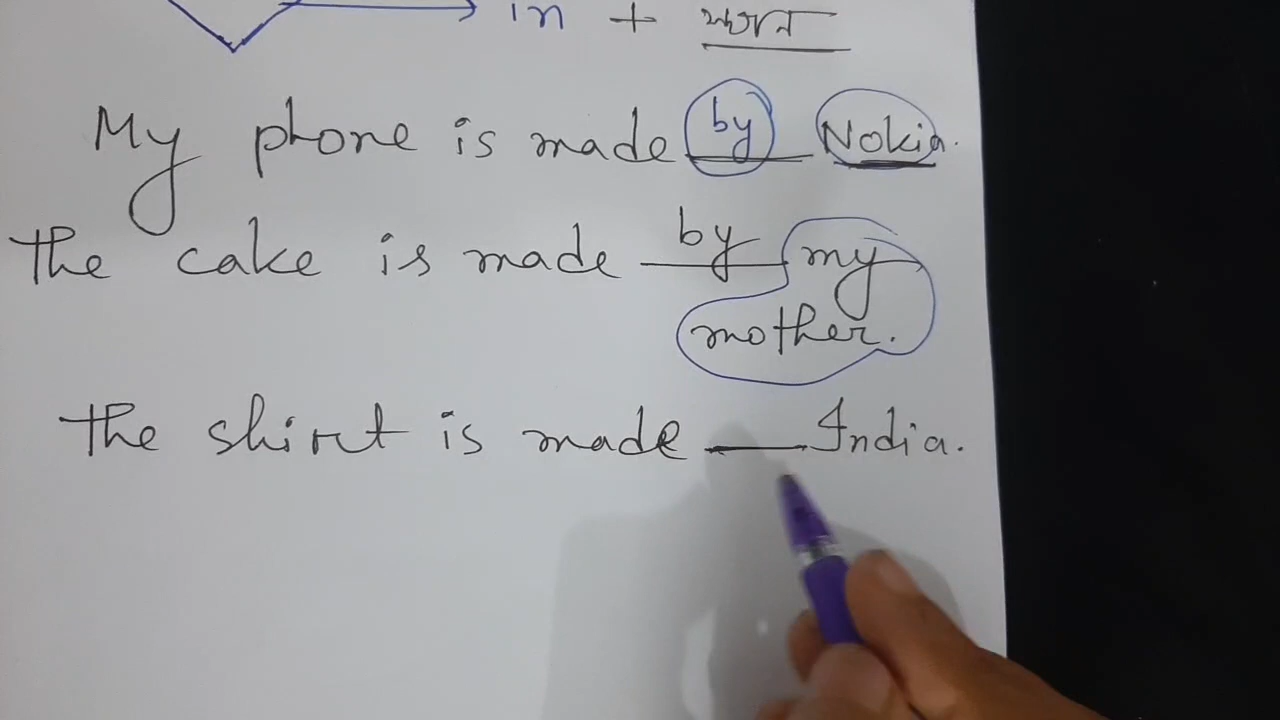 in + স্থান
My phone is made by Nokia.
The cake is made by my
mother.
The shirt is made ___ India.